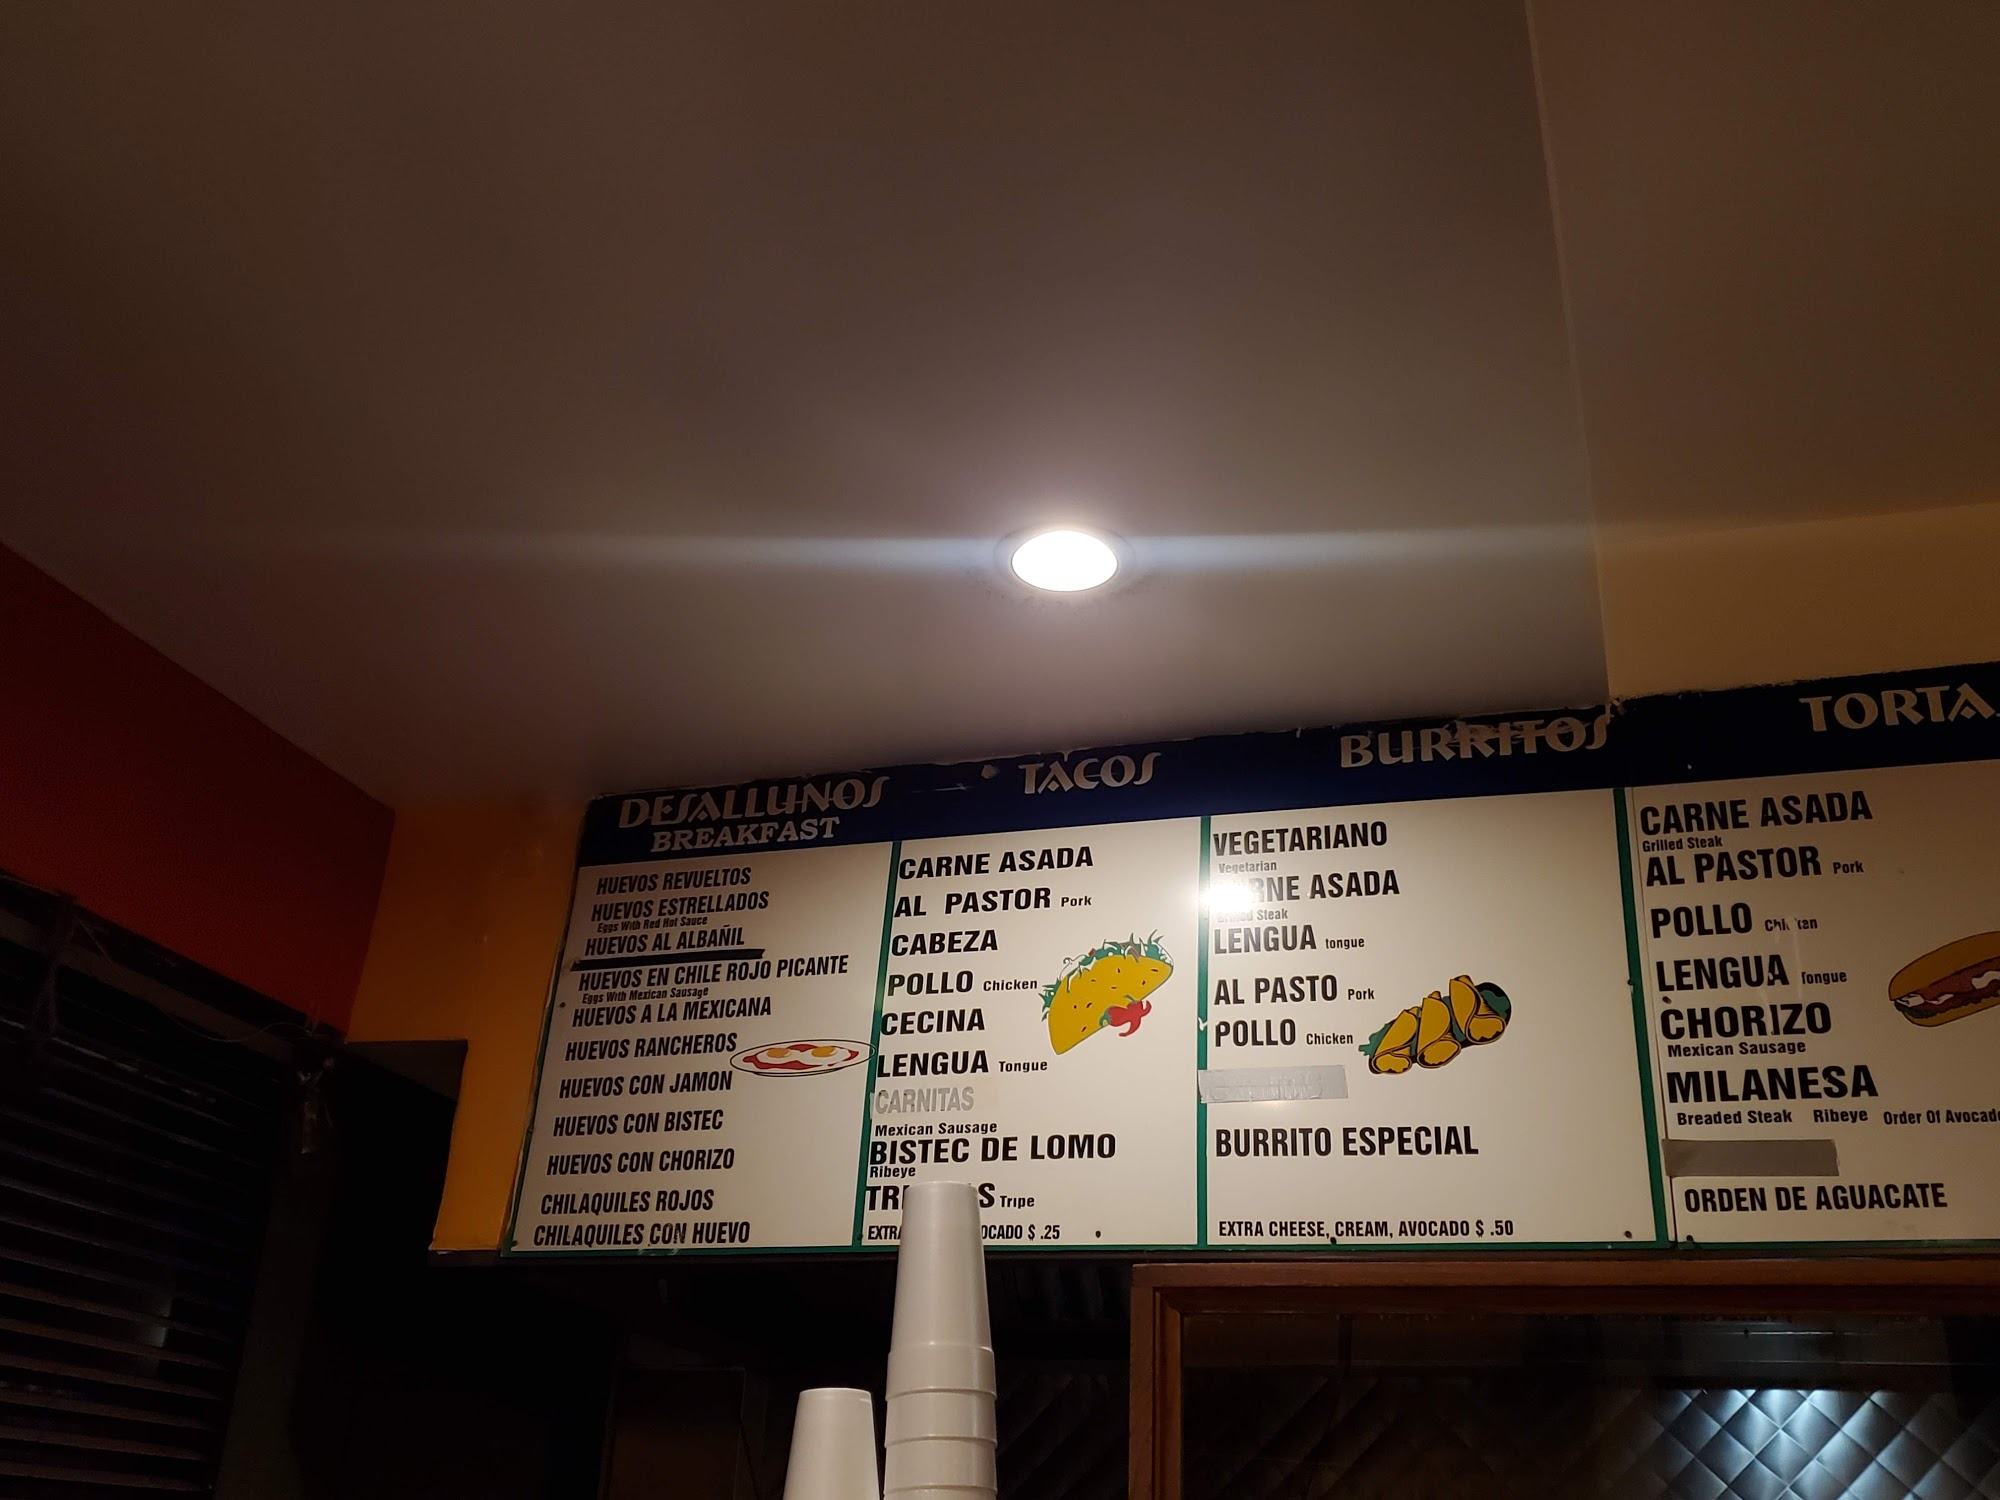 DESALLUNOS
BREAKFAST
HUEVOS REVUELTOS
HUEVOS ESTRELLADOS
Eggs With Red Hot Sauce
HUEVOS AL ALBAÑIL
HUEVOS EN CHILE ROJO PICANTE
Eggs With Mexican Sausage
HUEVOS A LA MEXICANA
HUEVOS RANCHEROS
HUEVOS CON JAMON
HUEVOS CON BISTEC
HUEVOS CON CHORIZO
CHILAQUILES ROJOS
CHILAQUILES CON HUEVO
TACOS
CARNE ASADA
AL PASTOR Pork
CABEZA
POLLO Chicken
CECINA
LENGUA Tongue
CARNITAS
Mexican Sausage
BISTEC DE LOMO
Ribeye
Tripe
$ .25
BURRITOS
VEGETARIANO
Vegetarian
ASADA
Steak
LENGUA tongue
AL PASTO Pork
POLLO Chicken
BURRITO ESPECIAL
EXTRA CHEESE, CREAM, AVOCADO $ .50
TORTA
CARNE ASADA
Grilled Steak
AL PASTOR Pork
POLLO Chicken
LENGUA Tongue
CHORIZO
Mexican Sausage
MILANESA
Breaded Steak Ribeye Order Of
ORDEN DE AGUACATE